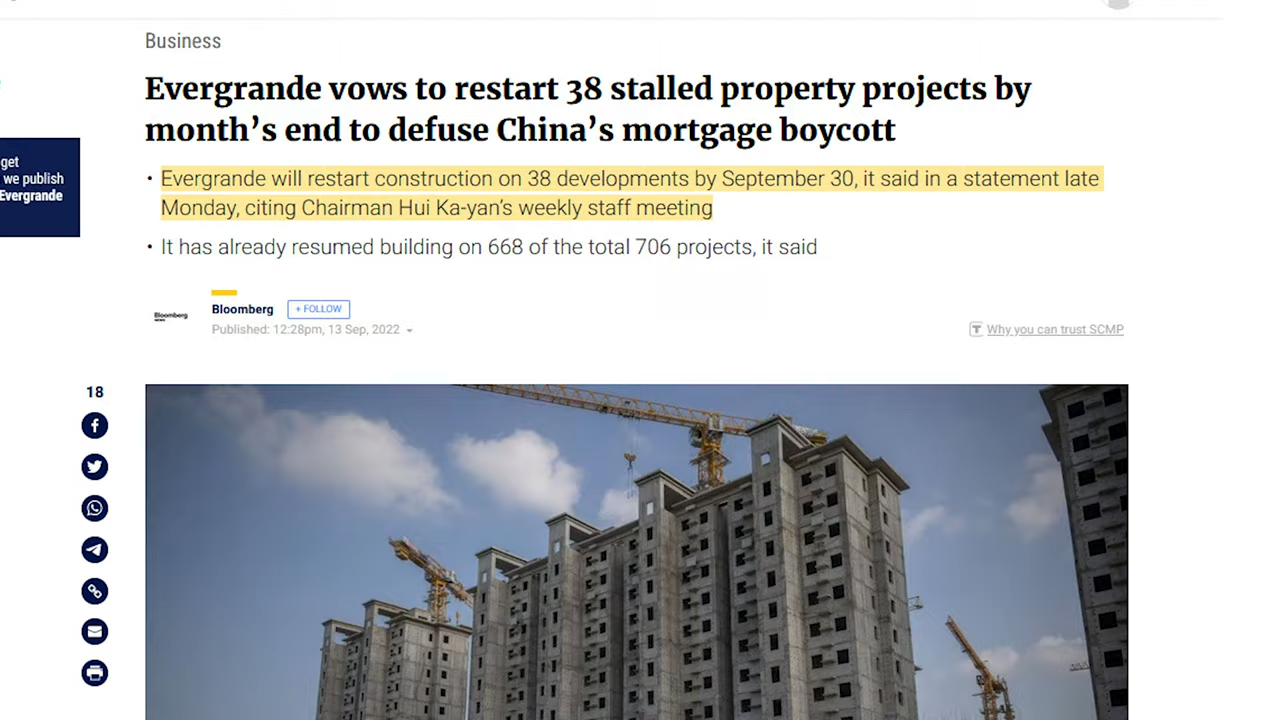 Business
Evergrande vows to restart 38 stalled property projects by
month's end to defuse China's mortgage boycott
get
we publish
Evergrande
• Evergrande will restart construction on 38 developments by September 30, it said in a statement late
Monday, citing Chairman Hui Ka-yan's weekly staff meeting
• It has already resumed building on 668 of the total 706 projects, it said
Bloomberg
Bloomberg + FOLLOW
Published: 12:28pm, 13 Sep, 2022
Why you can trust SCMP
18